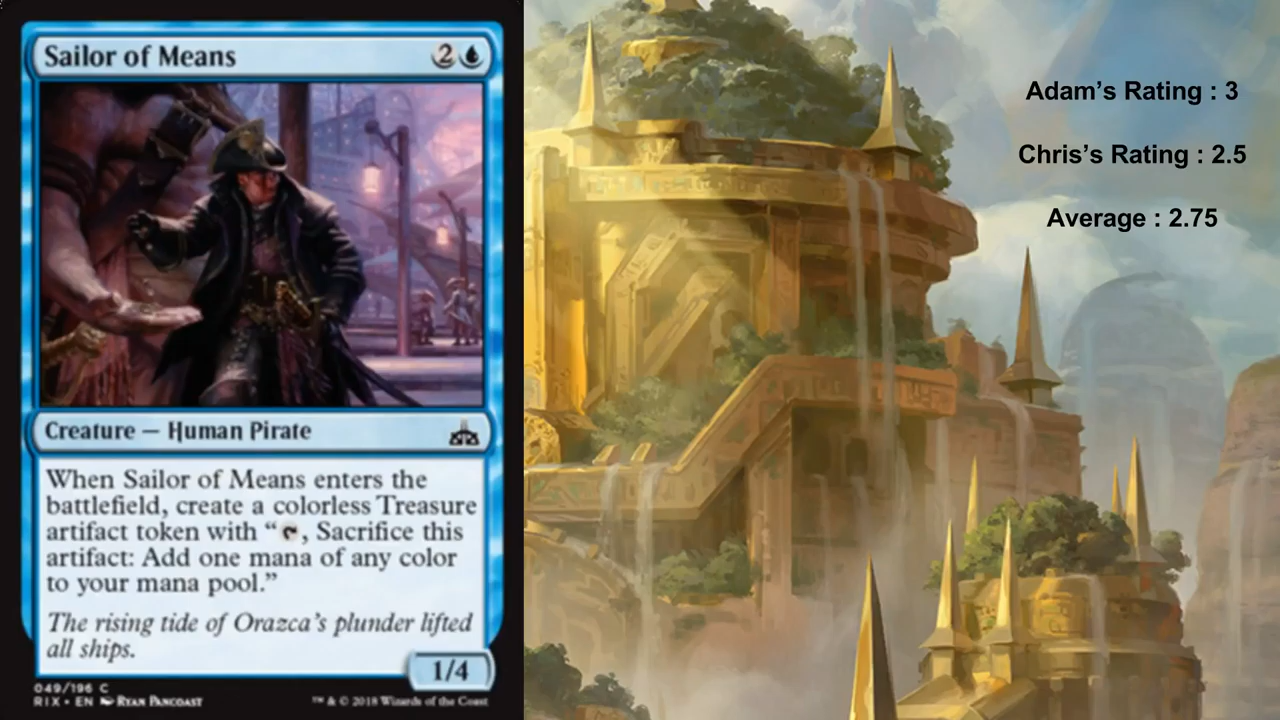 Sailor of Means
2
Creature — Human Pirate
When Sailor of Means enters the
battlefield, create a colorless Treasure
artifact token with “ , Sacrifice this
artifact: Add one mana of any color
to your mana pool.”
The rising tide of Orazca's plunder lifted
all ships.
1/4
049/196 C
RIX • EN Ryan Pancoast
™ & © 2018 Wizards of the Coast
Adam's Rating : 3
Chris's Rating : 2.5
Average : 2.75